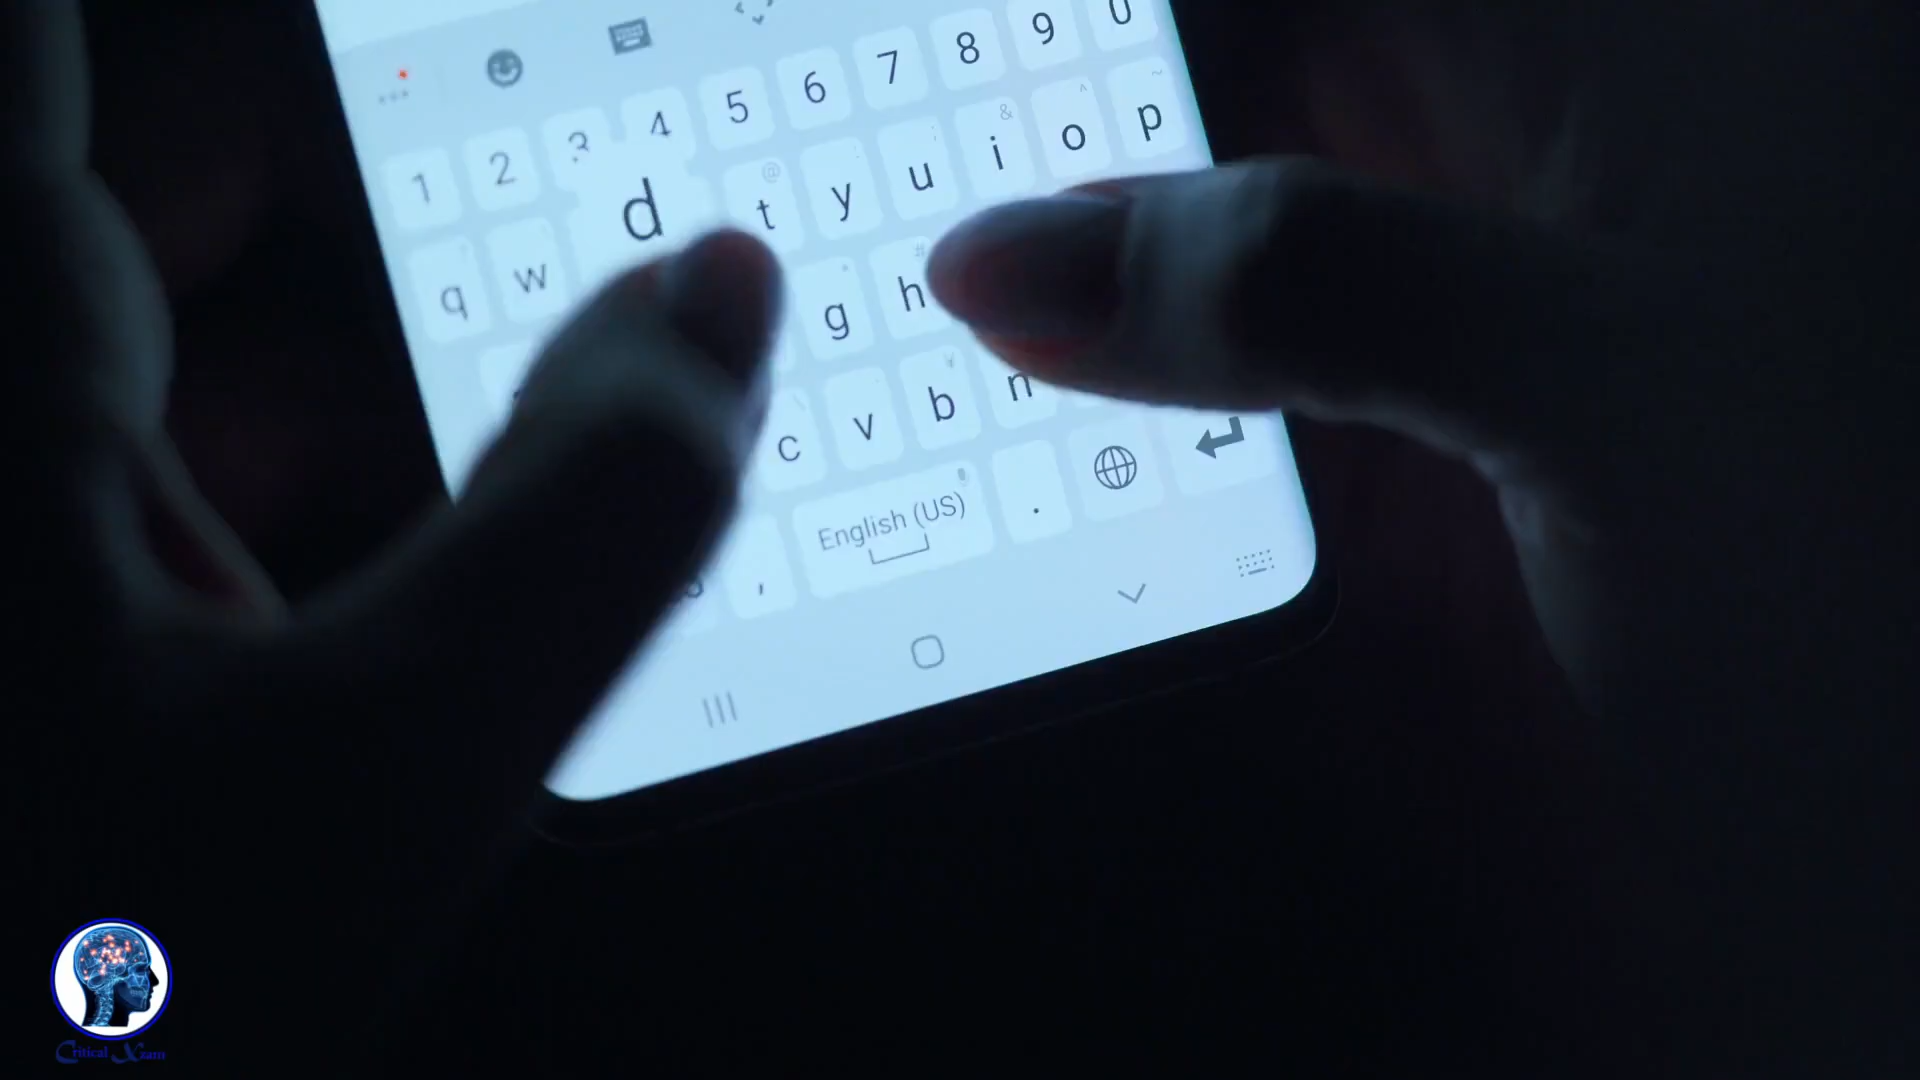 1 2 3 4 5 6 7 8 9 0
d
q w t @ y : u ; i & o ^ p ~
g * h #
c \ v b n
, English (US) .
Critical Xzam